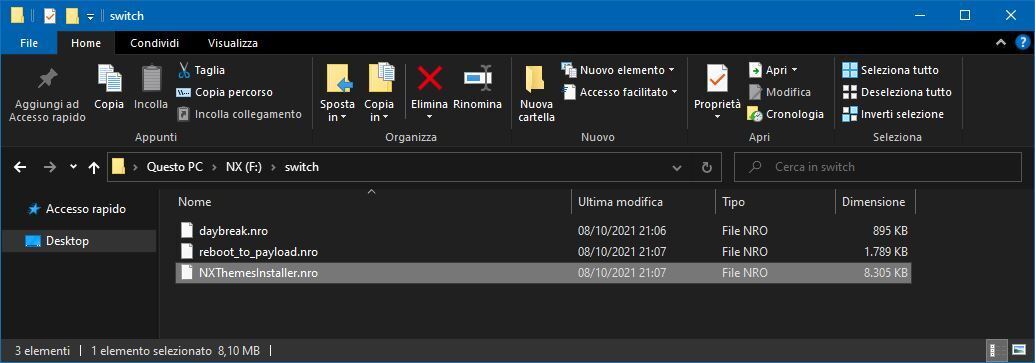 switch
File Home Condividi Visualizza
Aggiungi ad Accesso rapido
Copia
Incolla
Taglia
Copia percorso
Incolla collegamento
Appunti
Sposta in
Copia in
Elimina
Rinomina
Organizza
Nuova cartella
Nuovo elemento
Accesso facilitato
Nuovo
Proprietà
Apri
Modifica
Cronologia
Apri
Seleziona tutto
Deseleziona tutto
Inverti selezione
Seleziona
Questo PC NX (F:) switch
Cerca in switch
Accesso rapido
Desktop
Nome Ultima modifica Tipo Dimensione
daybreak.nro 08/10/2021 21:06 File NRO 895 KB
reboot_to_payload.nro 08/10/2021 21:07 File NRO 1.789 KB
NXThemesInstaller.nro 08/10/2021 21:07 File NRO 8.305 KB
3 elementi 1 elemento selezionato 8,10 MB